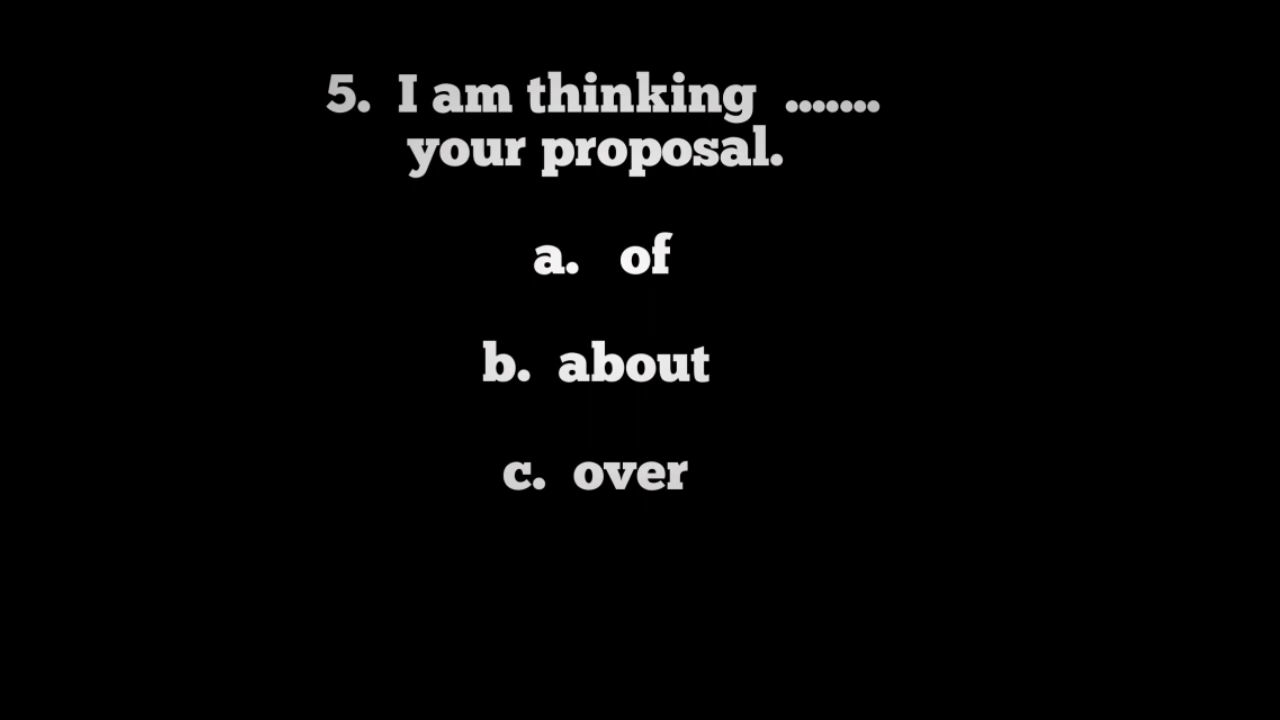 5. I am thinking .......
your proposal.
a. of
b. about
c. over